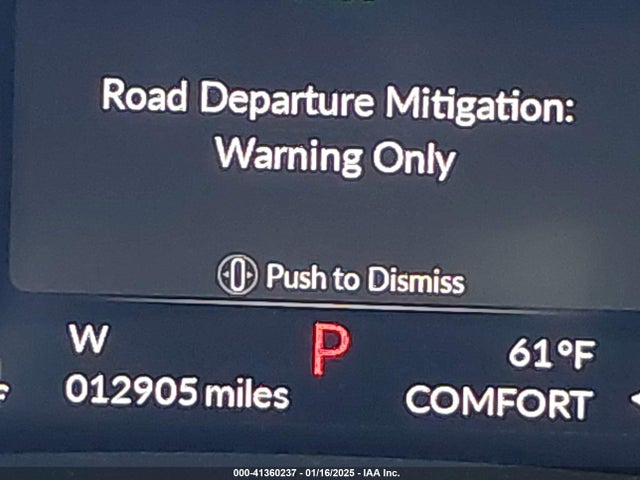 Road Departure Mitigation:
Warning Only
Push to Dismiss
W P 61°F
012905 miles COMFORT
000-41360237 - 01/16/2025 - IAA Inc.